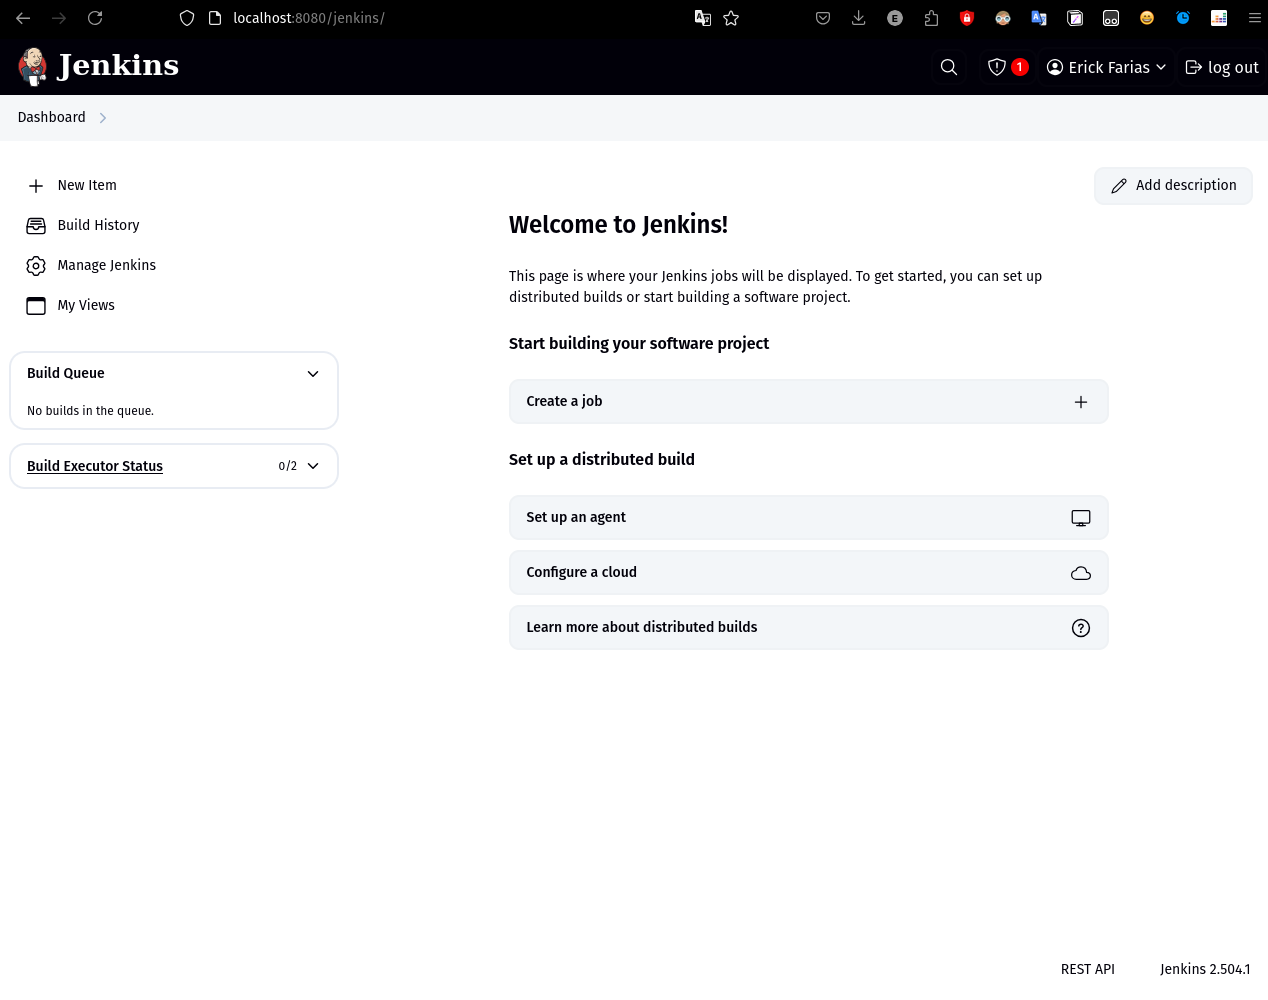 localhost:8080/jenkins/
Jenkins
1
Erick Farias
log out
Dashboard
New Item
Build History
Manage Jenkins
My Views
Build Queue
No builds in the queue.
Build Executor Status
0/2
Add description
Welcome to Jenkins!
This page is where your Jenkins jobs will be displayed. To get started, you can set up
distributed builds or start building a software project.
Start building your software project
Create a job
Set up a distributed build
Set up an agent
Configure a cloud
Learn more about distributed builds
REST API
Jenkins 2.504.1